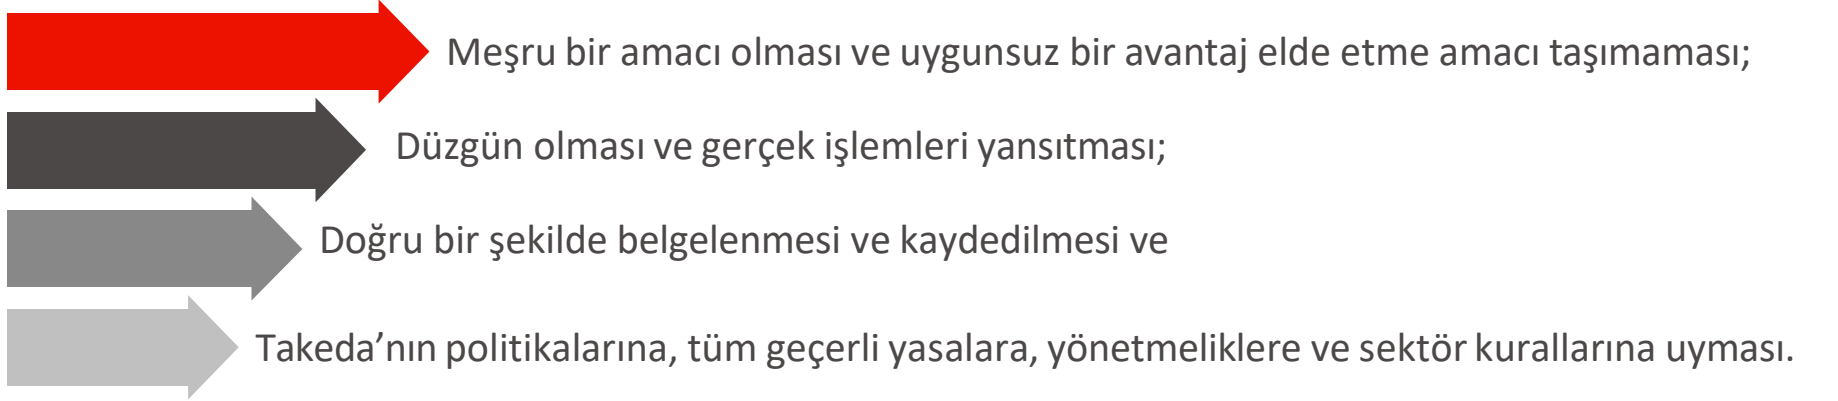 Meşru bir amacı olması ve uygunsuz bir avantaj elde etme amacı taşımaması;
Düzgün olması ve gerçek işlemleri yansıtması;
Doğru bir şekilde belgelenmesi ve kaydedilmesi ve
Takeda’nın politikalarına, tüm geçerli yasalara, yönetmeliklere ve sektör kurallarına uyması.